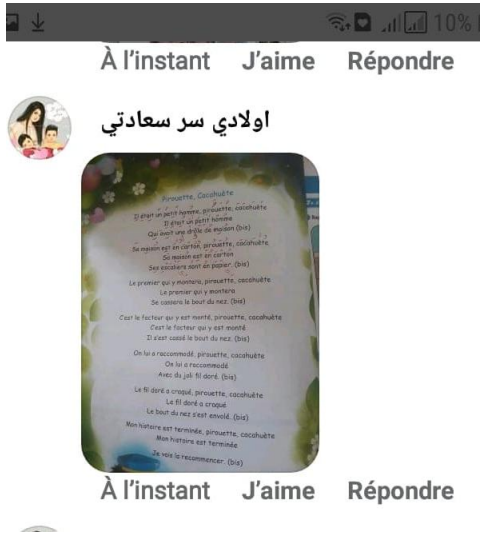 10%
À l'instant J'aime Répondre
اولادي سر سعادتي
Pirouette, Cacahuète
Il était un petit homme, pirouette, cacahuète
Il était un petit homme
Qui avait une drôle de maison (bis)
Sa maison est en carton, pirouette, cacahuète
Sa maison est en carton
Ses escaliers sont en papier. (bis)
Le premier qui y montera, pirouette, cacahuète
Le premier qui y montera
Se cassera le bout du nez. (bis)
C'est le facteur qui y est monté, pirouette, cacahuète
C'est le facteur qui y est monté
Il s'est cassé le bout du nez. (bis)
On lui a raccommodé, pirouette, cacahuète
On lui a raccommodé
Avec du joli fil doré. (bis)
Le fil doré a craqué, pirouette, cacahuète
Le fil doré a craqué
Le bout du nez s'est envolé. (bis)
Mon histoire est terminée, pirouette, cacahuète
Mon histoire est terminée
Je vais la recommencer. (bis)
À l'instant J'aime Répondre